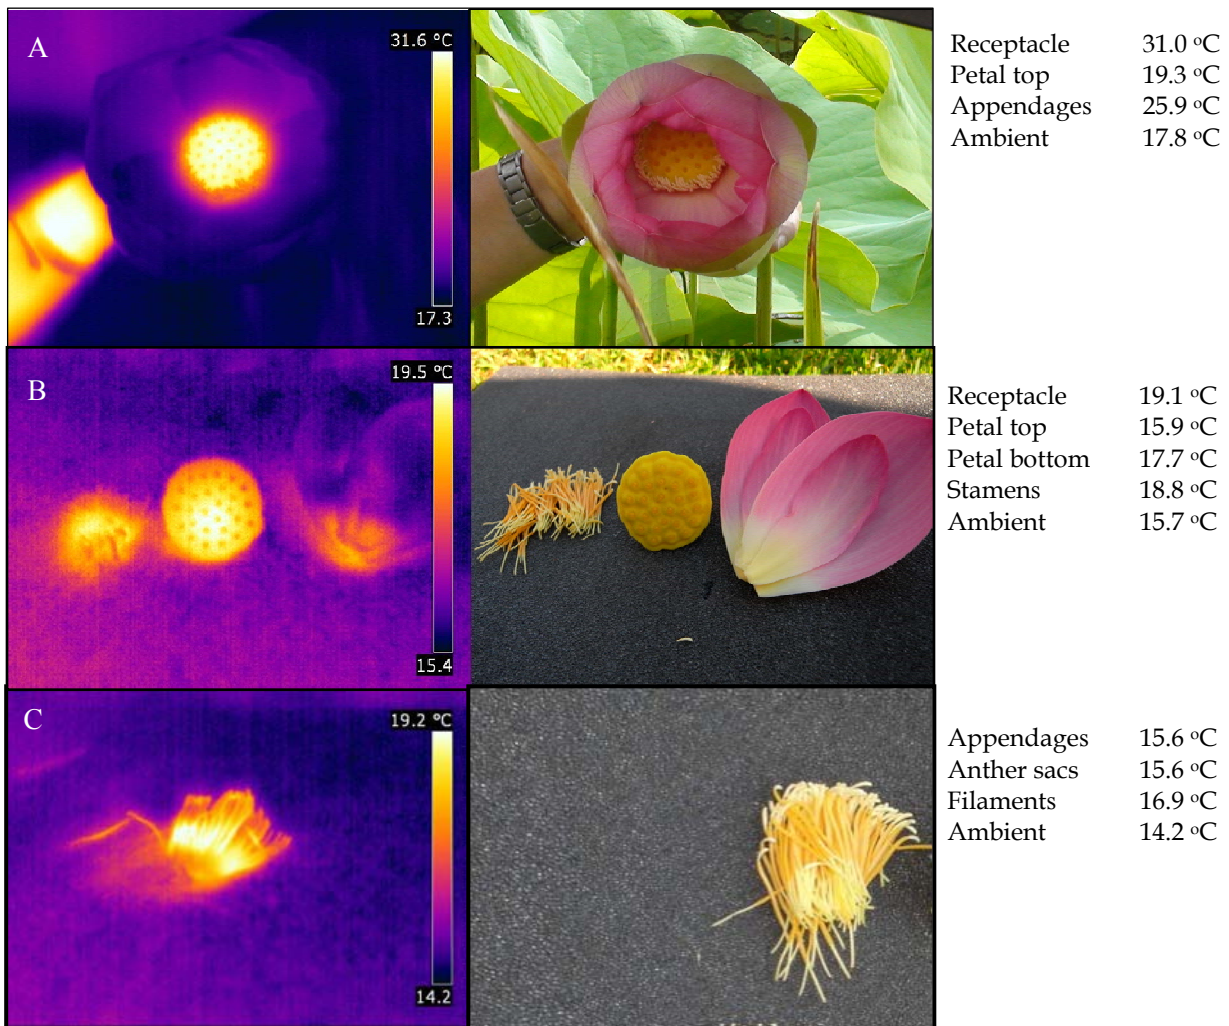 A
31.6 °C
17.3
Receptacle 31.0 °C
Petal top 19.3 °C
Appendages 25.9 °C
Ambient 17.8 °C
B
19.5 °C
15.4
Receptacle 19.1 °C
Petal top 15.9 °C
Petal bottom 17.7 °C
Stamens 18.8 °C
Ambient 15.7 °C
C
19.2 °C
14.2
Appendages 15.6 °C
Anther sacs 15.6 °C
Filaments 16.9 °C
Ambient 14.2 °C